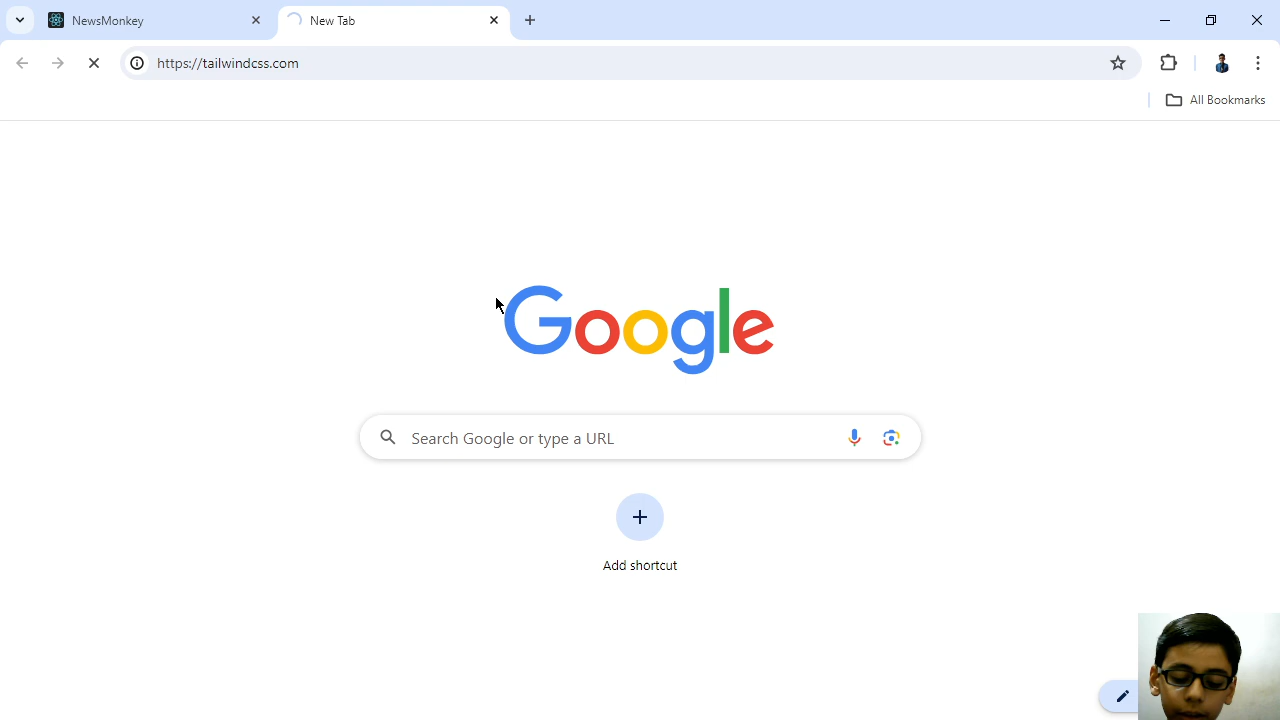 NewsMonkey
New Tab
https://tailwindcss.com
All Bookmarks
Google
Search Google or type a URL
Add shortcut